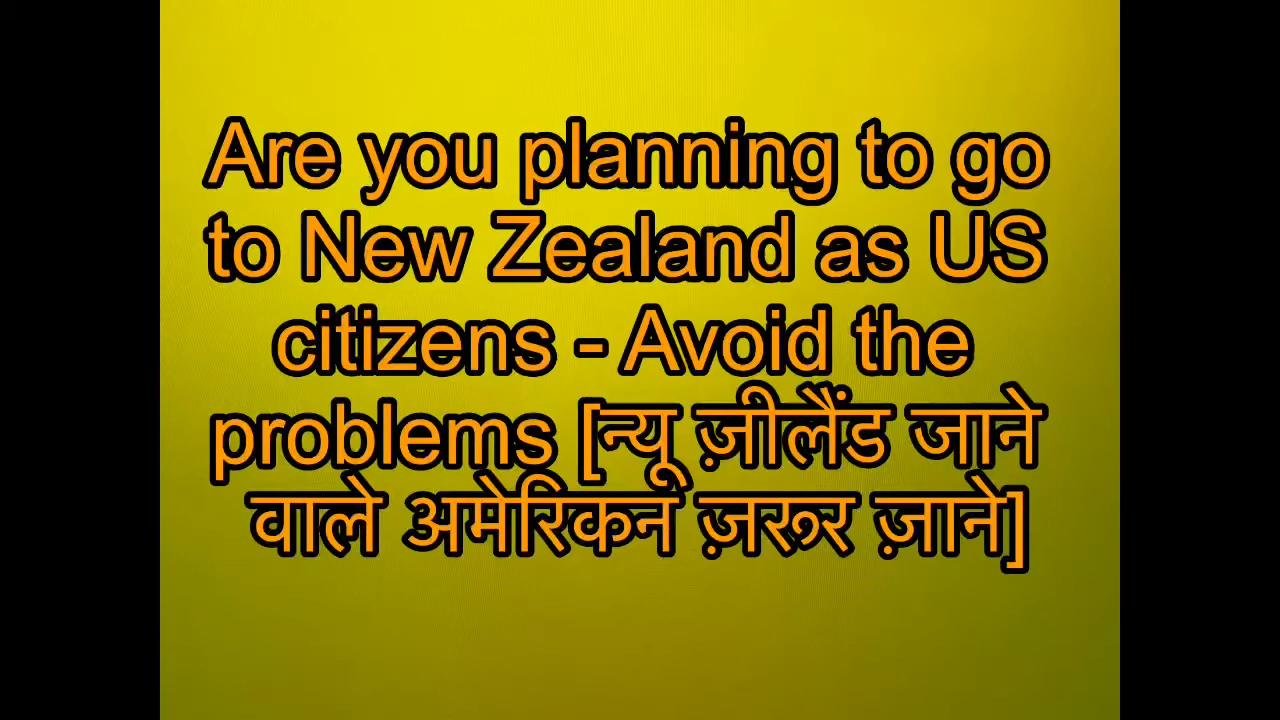 Are you planning to go
to New Zealand as US
citizens - Avoid the
problems [न्यू ज़ीलैंड जाने
वाले अमेरिकन ज़रूर ज़ाने]